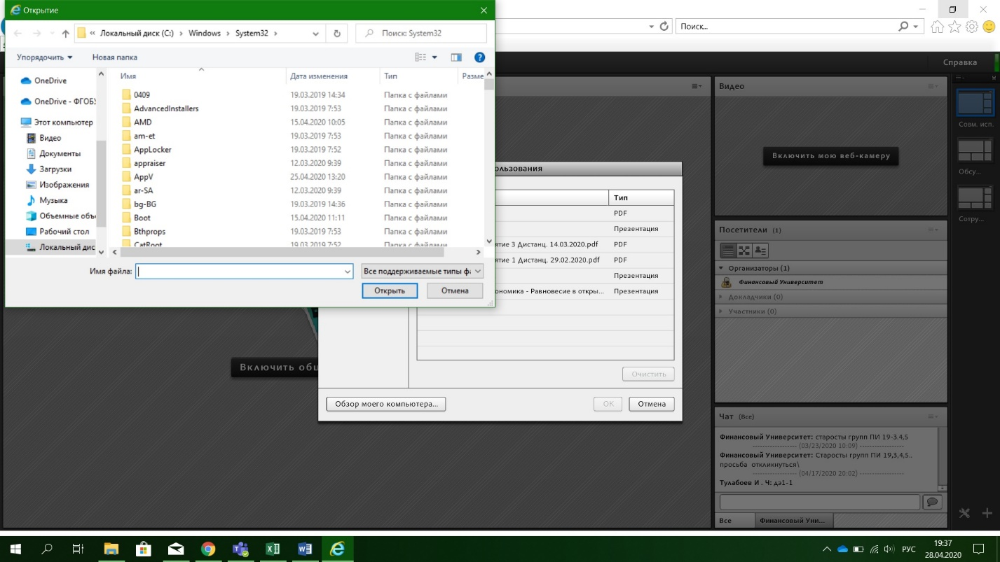 Открытие
« Локальный диск (C:) › Windows › System32 ›
Поиск: System32
Поиск...
Упорядочить
Новая папка
OneDrive
OneDrive - ФГОБУ
Этот компьютер
Видео
Документы
Загрузки
Изображения
Музыка
Объемные объ
Рабочий стол
Локальный дис
Имя Дата изменения Тип Разме
0409 19.03.2019 14:34 Папка с файлами
AdvancedInstallers 19.03.2019 7:53 Папка с файлами
AMD 15.04.2020 10:05 Папка с файлами
am-et 19.03.2019 7:53 Папка с файлами
AppLocker 19.03.2019 7:52 Папка с файлами
appraiser 12.03.2020 9:39 Папка с файлами
AppV 25.04.2020 13:20 Папка с файлами
ar-SA 12.03.2020 9:39 Папка с файлами
bg-BG 19.03.2019 14:36 Папка с файлами
Boot 15.04.2020 11:11 Папка с файлами
Bthprops 19.03.2019 7:53 Папка с файлами
CatRoot 19.03.2019 7:52 Папка с файлами
Имя файла:
Все поддерживаемые типы фа
Открыть
Отмена
Включить общ
ользования
Тип
PDF
Презентация
ятие 3 Дистанц. 14.03.2020.pdf PDF
ятие 1 Дистанц. 29.02.2020.pdf PDF
Презентация
ономика - Равновесие в откры... Презентация
Очистить
Обзор моего компьютера...
OK
Отмена
Справка
Видео
Включить мою веб-камеру
Посетители (1)
Организаторы (1)
Финансовый Университет
Докладчики (0)
Участники (0)
Чат (Все)
Финансовый Университет: старосты групп ПИ 19-3.4,5
------------------ (03/23/2020 10:09) ------------------
Финансовый Университет: Старосты групп ПИ 19,3,4,5..
просьба откликнуться\
------------------ (04/17/2020 20:02) ------------------
Тулабоев И . Ч: дэ1-1
Все
Финансовый Уни...
Совм. исп.
Обсу...
Сотру...
РУС
19:37
28.04.2020